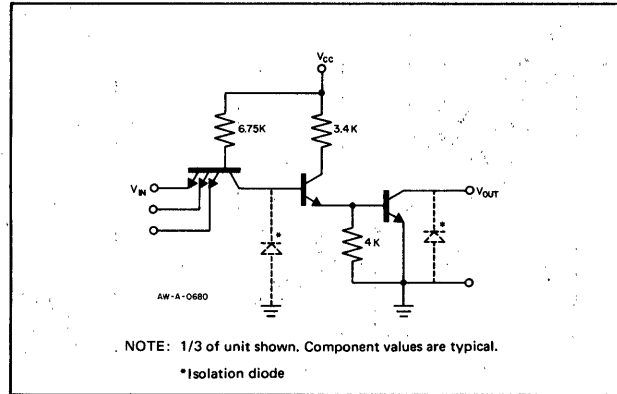 VCC
6.75K
3.4K
VIN
VOUT
*
*
4K
AW-A-0680
NOTE: 1/3 of unit shown. Component values are typical.
*Isolation diode